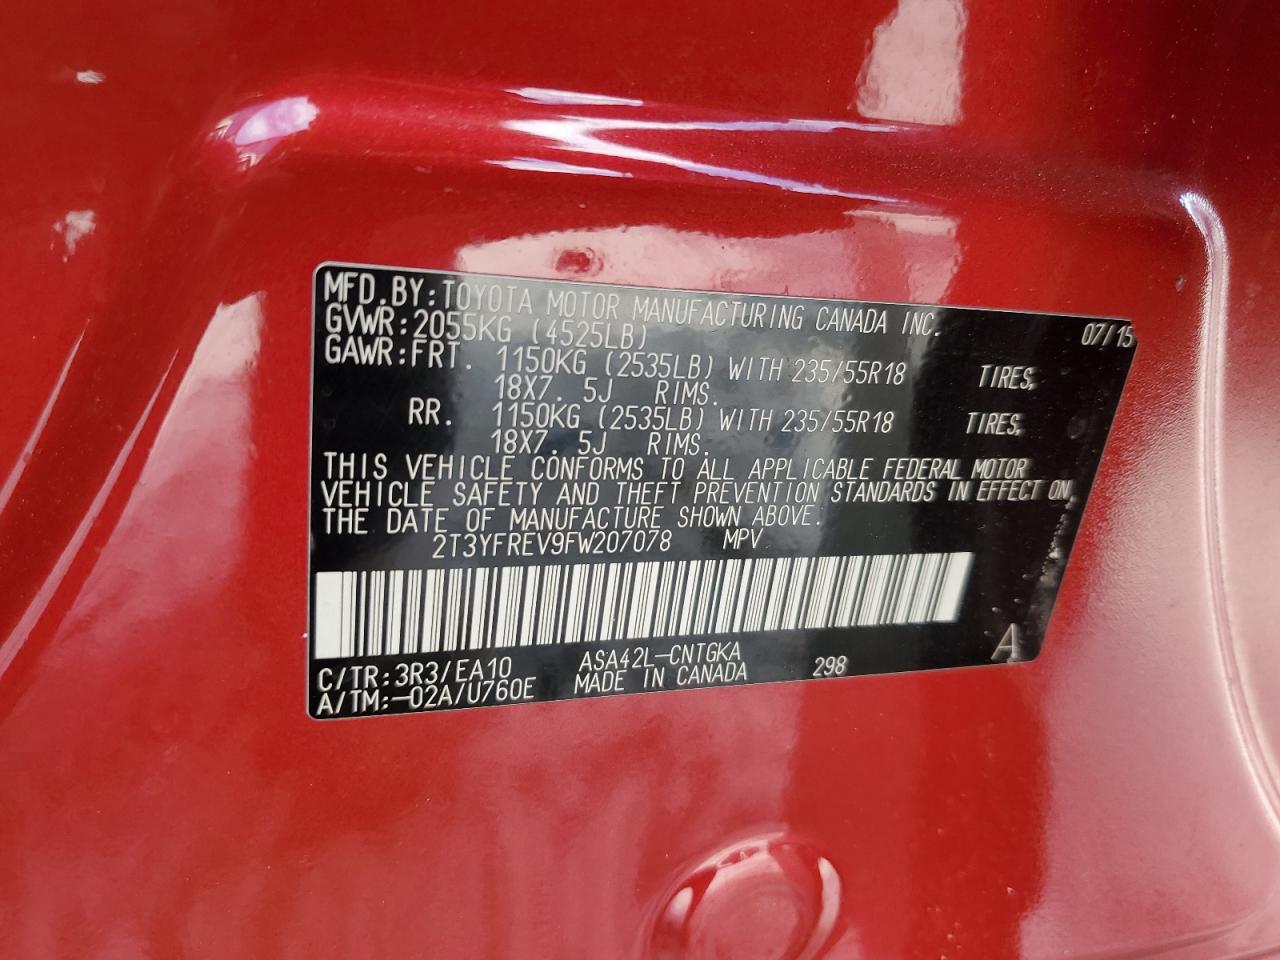 MFD.BY:TOYOTA MOTOR MANUFACTURING CANADA INC. 07/15
GVWR:2055KG (4525LB)
GAWR:FRT. 1150KG (2535LB) WITH 235/55R18 TIRES,
18X7. 5J RIMS.
RR. 1150KG (2535LB) WITH 235/55R18 TIRES,
18X7. 5J RIMS.
THIS VEHICLE CONFORMS TO ALL APPLICABLE FEDERAL MOTOR
VEHICLE SAFETY AND THEFT PREVENTION STANDARDS IN EFFECT ON
THE DATE OF MANUFACTURE SHOWN ABOVE.
2T3YFREV9FW207078 MPV
C/TR:3R3/EA10 ASA42L-CNTGKA 298 A
A/TM:-02A/U760E MADE IN CANADA